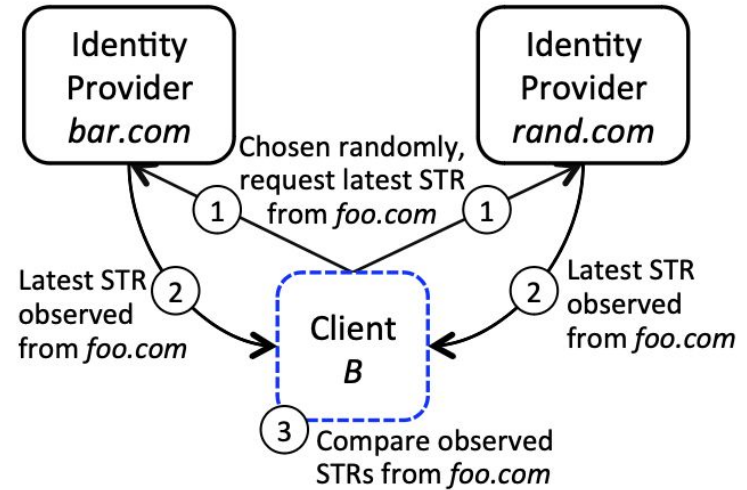 Identity
Provider
bar.com
Identity
Provider
rand.com
Chosen randomly,
request latest STR
from foo.com
1
1
Latest STR
observed
from foo.com
2
2
Latest STR
observed
from foo.com
Client
B
3
Compare observed
STRs from foo.com